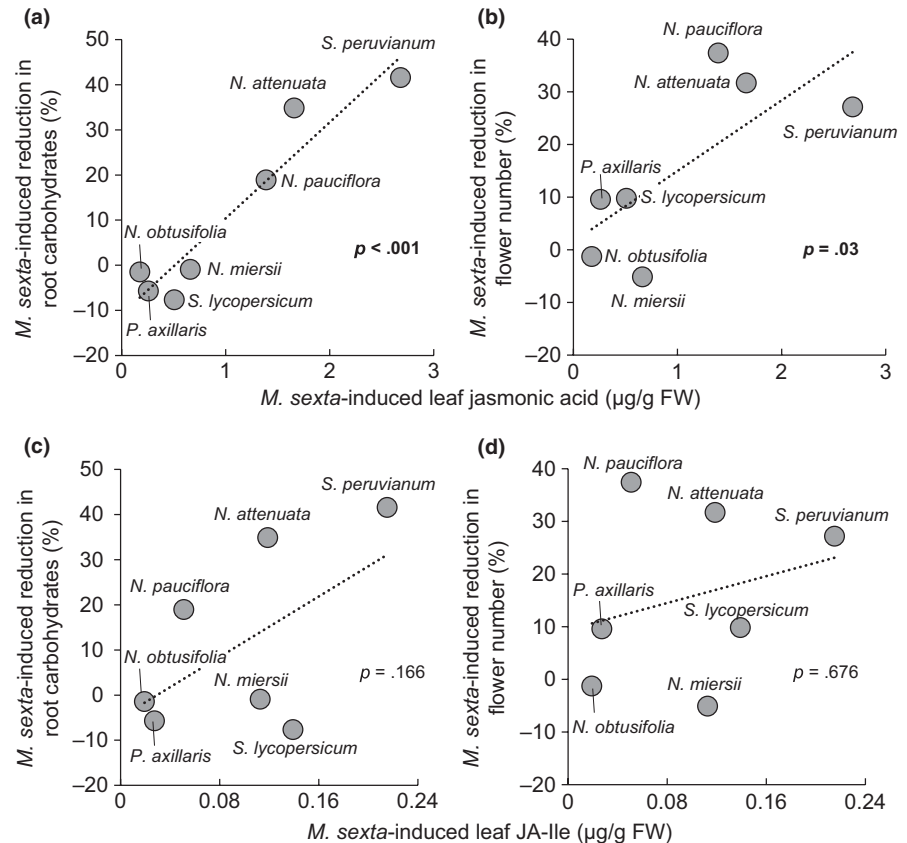 (a)
M. sexta-induced reduction in
root carbohydrates (%)
50
40
30
20
10
0
–10
–20
S. peruvianum
N. attenuata
N. pauciflora
N. obtusifolia
p < .001
N. miersii
S. lycopersicum
P. axillaris
0 1 2 3
(b)
M. sexta-induced reduction in
flower number (%)
40
30
20
10
0
–10
–20
N. pauciflora
N. attenuata
S. peruvianum
P. axillaris
S. lycopersicum
N. obtusifolia
p = .03
N. miersii
0 1 2 3
M. sexta-induced leaf jasmonic acid (µg/g FW)
(c)
M. sexta-induced reduction in
root carbohydrates (%)
50
40
30
20
10
0
–10
–20
S. peruvianum
N. attenuata
N. pauciflora
N. obtusifolia
N. miersii
p = .166
P. axillaris
S. lycopersicum
0 0.08 0.16 0.24
(d)
M. sexta-induced reduction in
flower number (%)
40
30
20
10
0
–10
–20
N. pauciflora
N. attenuata
S. peruvianum
P. axillaris
S. lycopersicum
N. miersii
p = .676
N. obtusifolia
0 0.08 0.16 0.24
M. sexta-induced leaf JA-Ile (µg/g FW)